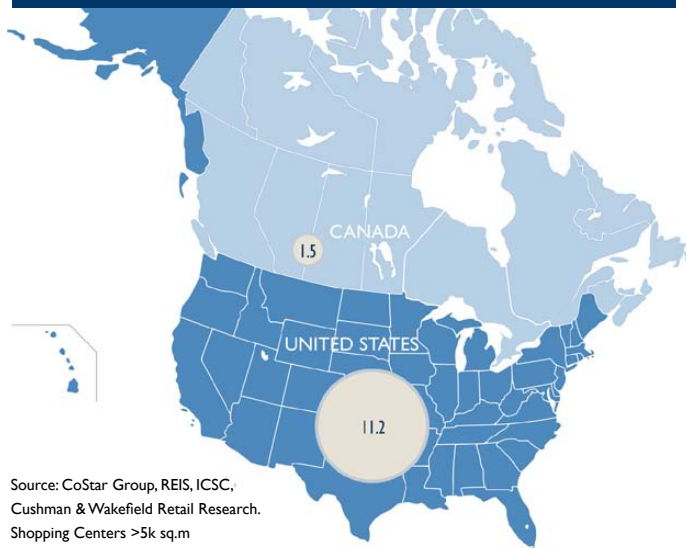 CANADA
1.5
UNITED STATES
11.2
Source: CoStar Group, REIS, ICSC,
Cushman & Wakefield Retail Research.
Shopping Centers >5k sq.m